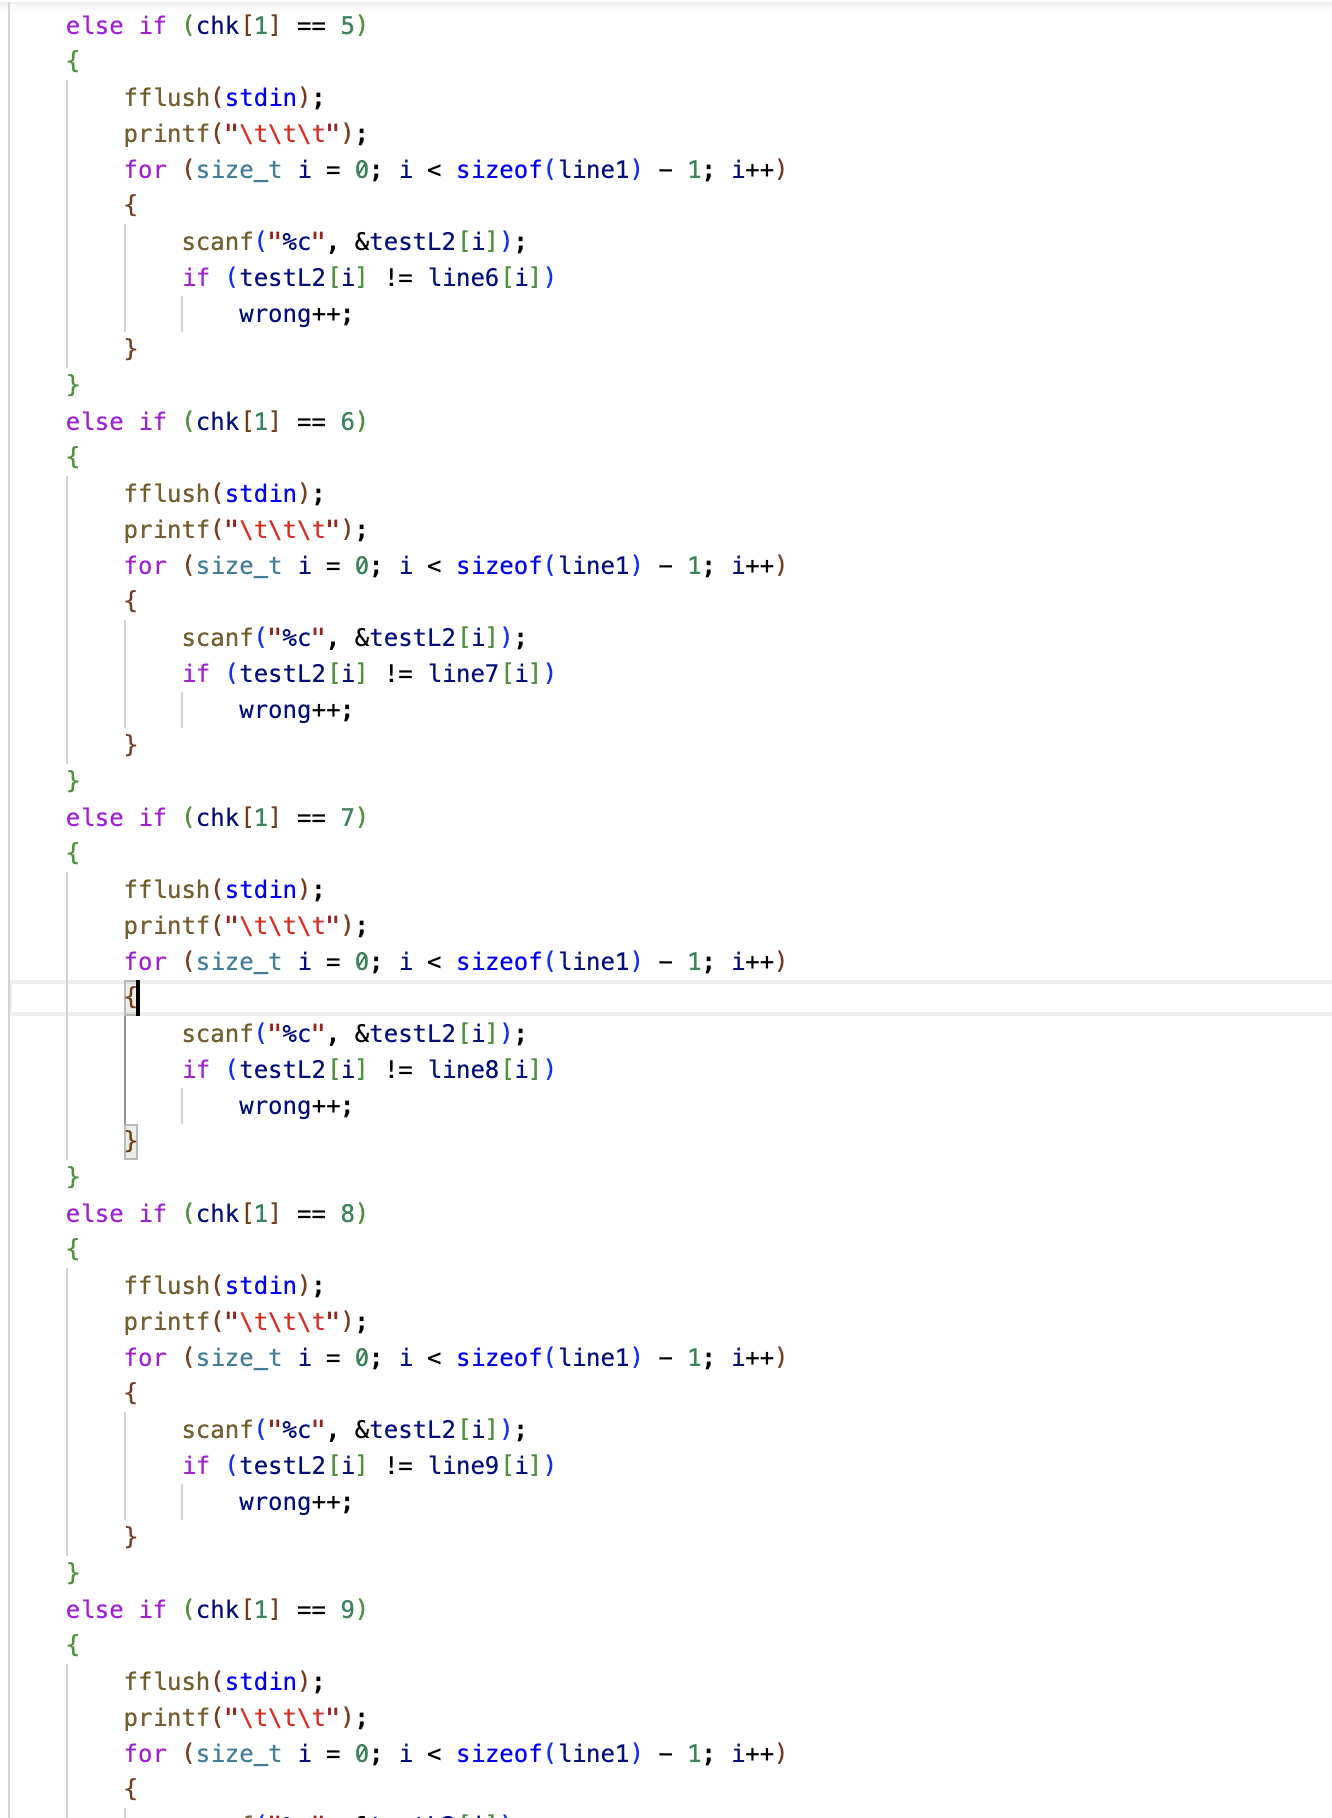 else if (chk[1] == 5)
{
fflush(stdin);
printf("\t\t\t");
for (size_t i = 0; i < sizeof(line1) - 1; i++)
{
scanf("%c", &testL2[i]);
if (testL2[i] != line6[i])
wrong++;
}
}
else if (chk[1] == 6)
{
fflush(stdin);
printf("\t\t\t");
for (size_t i = 0; i < sizeof(line1) - 1; i++)
{
scanf("%c", &testL2[i]);
if (testL2[i] != line7[i])
wrong++;
}
}
else if (chk[1] == 7)
{
fflush(stdin);
printf("\t\t\t");
for (size_t i = 0; i < sizeof(line1) - 1; i++)
{
scanf("%c", &testL2[i]);
if (testL2[i] != line8[i])
wrong++;
}
}
else if (chk[1] == 8)
{
fflush(stdin);
printf("\t\t\t");
for (size_t i = 0; i < sizeof(line1) - 1; i++)
{
scanf("%c", &testL2[i]);
if (testL2[i] != line9[i])
wrong++;
}
}
else if (chk[1] == 9)
{
fflush(stdin);
printf("\t\t\t");
for (size_t i = 0; i < sizeof(line1) - 1; i++)
{